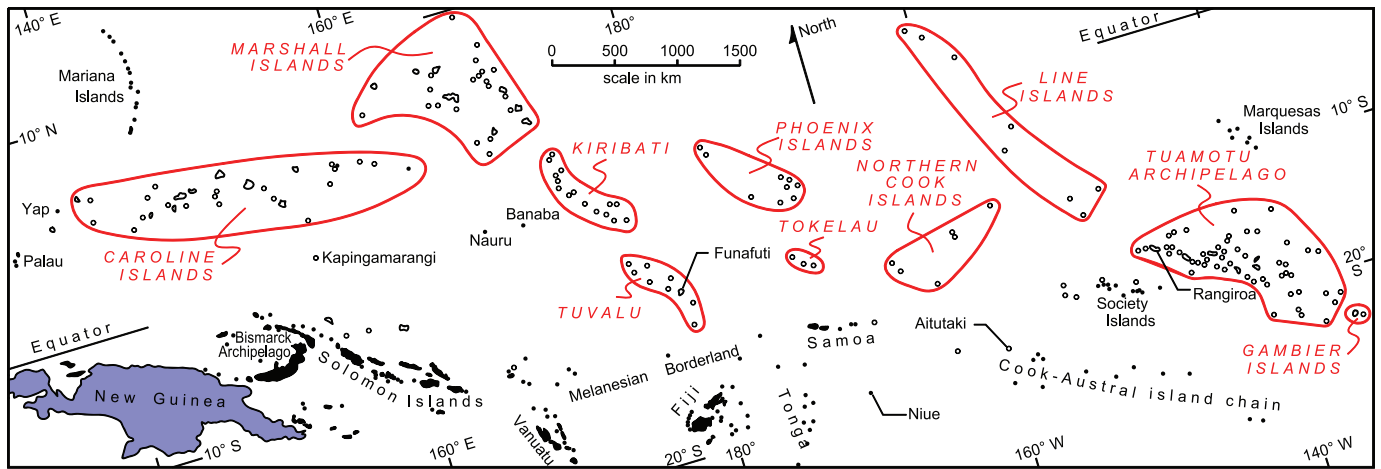 140° E
160° E
180°
North
Equator
MARSHALL
ISLANDS
0 500 1000 1500
scale in km
LINE
ISLANDS
Mariana
Islands
10° S
Marquesas
Islands
10° N
KIRIBATI
PHOENIX
ISLANDS
NORTHERN
COOK
ISLANDS
TUAMOTU
ARCHIPELAGO
Yap
Banaba
Nauru
TOKELAU
Palau
CAROLINE
ISLANDS
Kapingamarangi
Funafuti
20°
S
TUVALU
Rangiroa
Society
Islands
Equator
Bismarck
Archipelago
Solomon Islands
Samoa
Aitutaki
GAMBIER
ISLANDS
Melanesian Borderland
Cook-Austral island chain
New Guinea
Fiji
Tonga
Niue
Vanuatu
10° S
160° E
20° S
180°
160° W
140° W